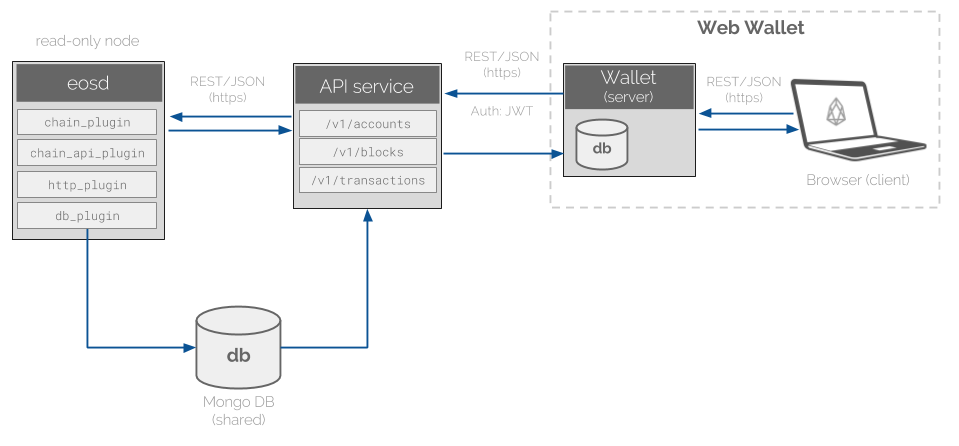 Web Wallet
read-only node
eosd
chain_plugin
chain_api_plugin
http_plugin
db_plugin
REST/JSON
(https)
API service
/v1/accounts
/v1/blocks
/v1/transactions
REST/JSON
(https)
Auth: JWT
Wallet
(server)
db
REST/JSON
(https)
Browser (client)
db
Mongo DB
(shared)